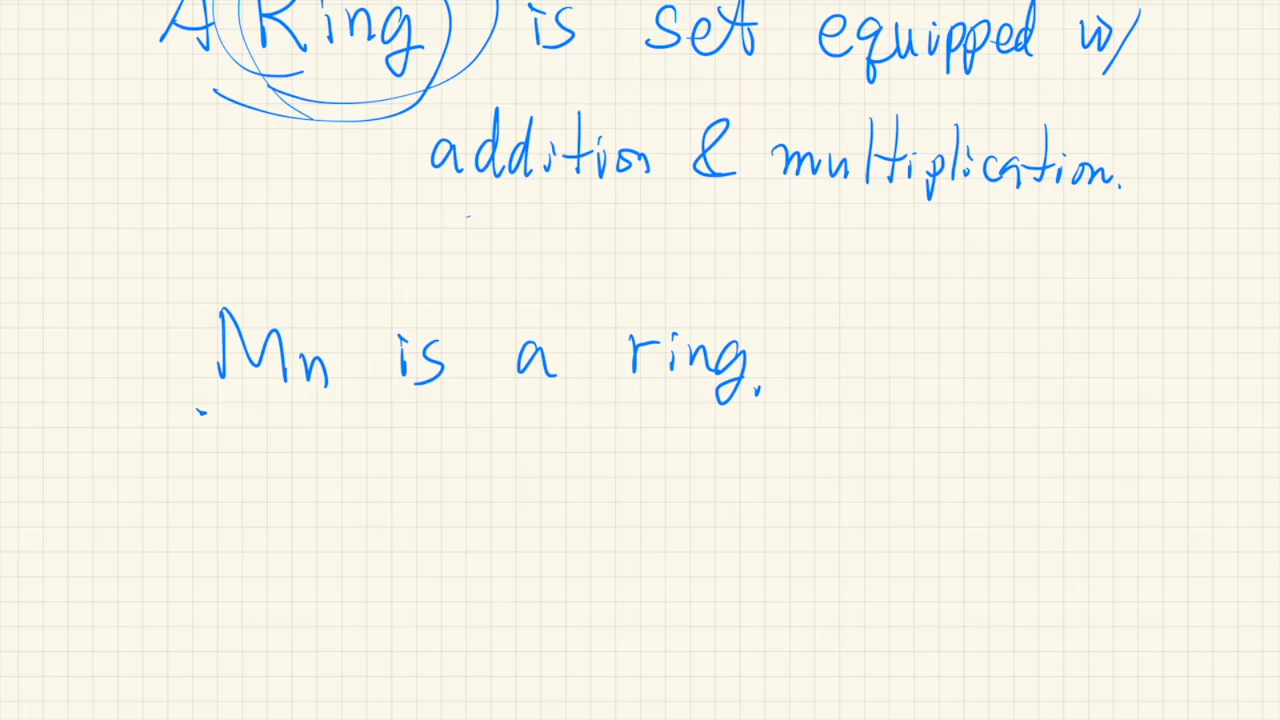 A Ring is set equipped w/
addition & multiplication.
Mn is a ring.